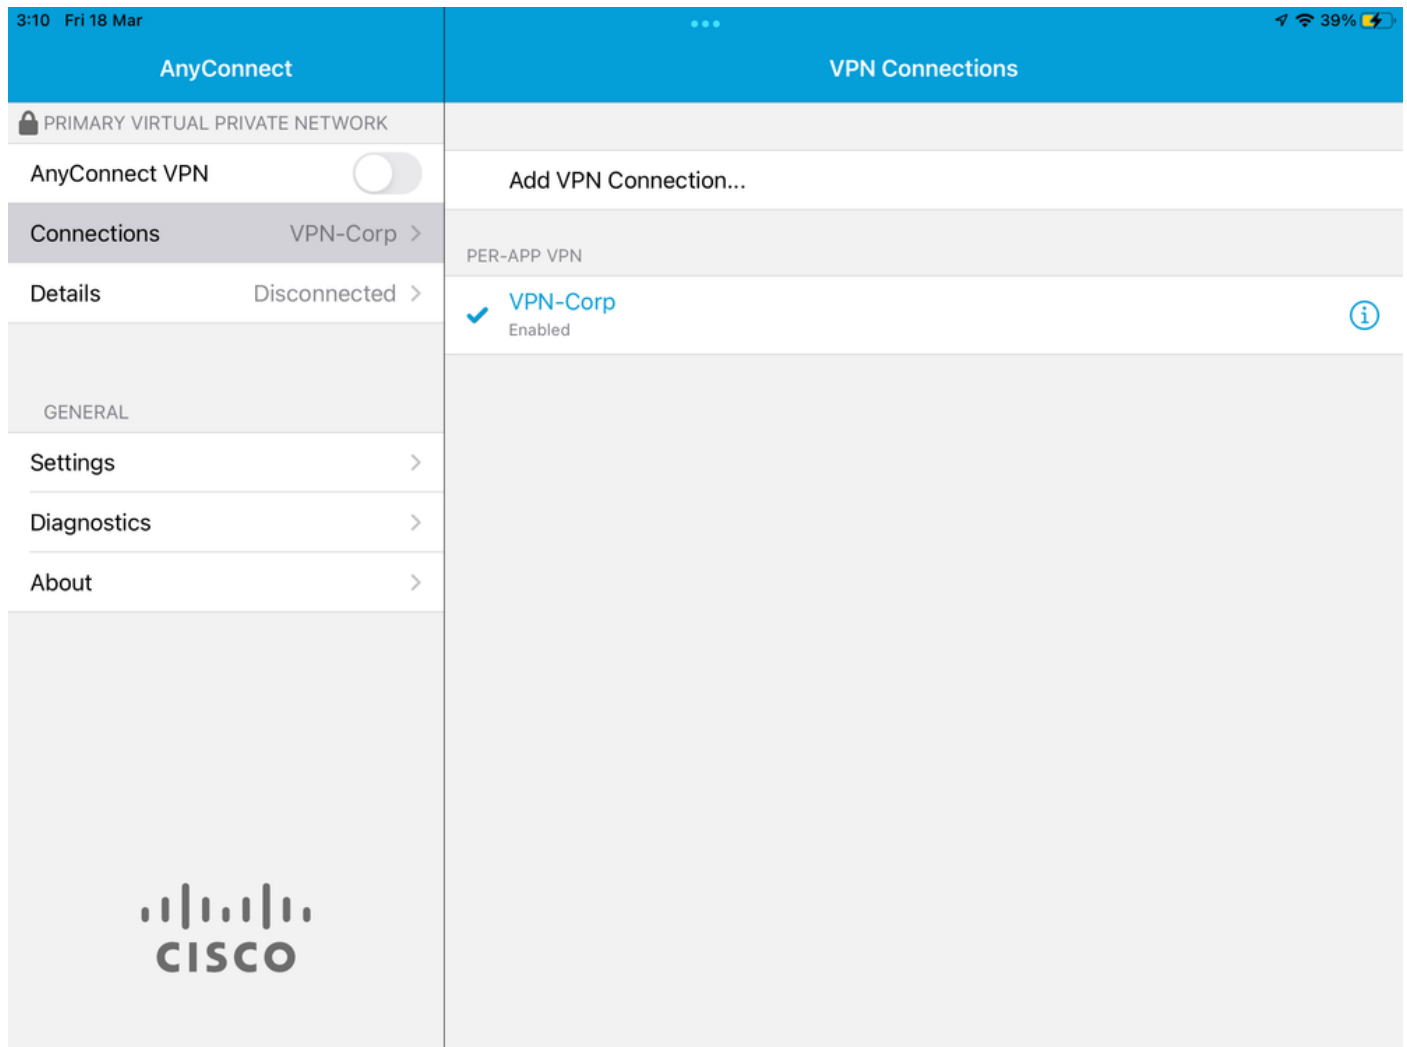 3:10 Fri 18 Mar
39%
AnyConnect
VPN Connections
PRIMARY VIRTUAL PRIVATE NETWORK
AnyConnect VPN
Connections VPN-Corp
Details Disconnected
GENERAL
Settings
Diagnostics
About
CISCO
Add VPN Connection...
PER-APP VPN
VPN-Corp
Enabled